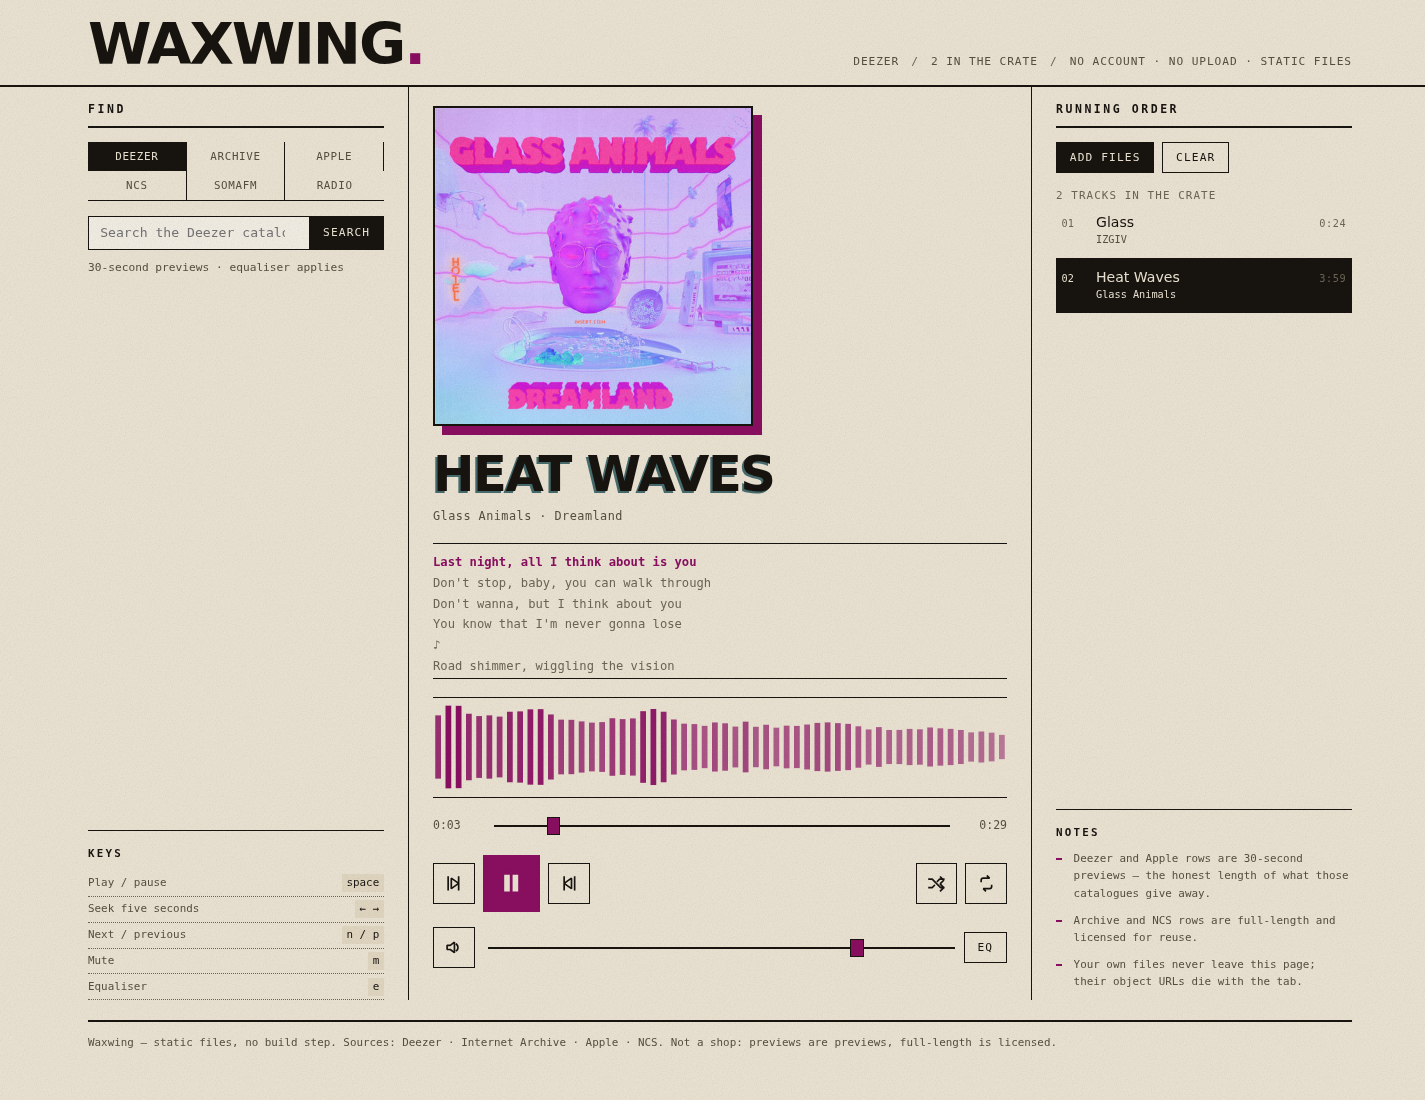 WAXWING.
DEEZER / 2 IN THE CRATE / NO ACCOUNT · NO UPLOAD · STATIC FILES
FIND
DEEZER ARCHIVE APPLE
NCS SOMAFM RADIO
Search the Deezer catalo SEARCH
30-second previews · equaliser applies
KEYS
Play / pause space
Seek five seconds ← →
Next / previous n / p
Mute m
Equaliser e
GLASS ANIMALS
HOTEL
DREAMLAND
HEAT WAVES
Glass Animals · Dreamland
Last night, all I think about is you
Don't stop, baby, you can walk through
Don't wanna, but I think about you
You know that I'm never gonna lose
♪
Road shimmer, wiggling the vision
0:03 0:29
EQ
RUNNING ORDER
ADD FILES CLEAR
2 TRACKS IN THE CRATE
01 Glass 0:24
IZGIV
02 Heat Waves 3:59
Glass Animals
NOTES
Deezer and Apple rows are 30-second
previews — the honest length of what those
catalogues give away.
Archive and NCS rows are full-length and
licensed for reuse.
Your own files never leave this page;
their object URLs die with the tab.
Waxwing — static files, no build step. Sources: Deezer · Internet Archive · Apple · NCS. Not a shop: previews are previews, full-length is licensed.